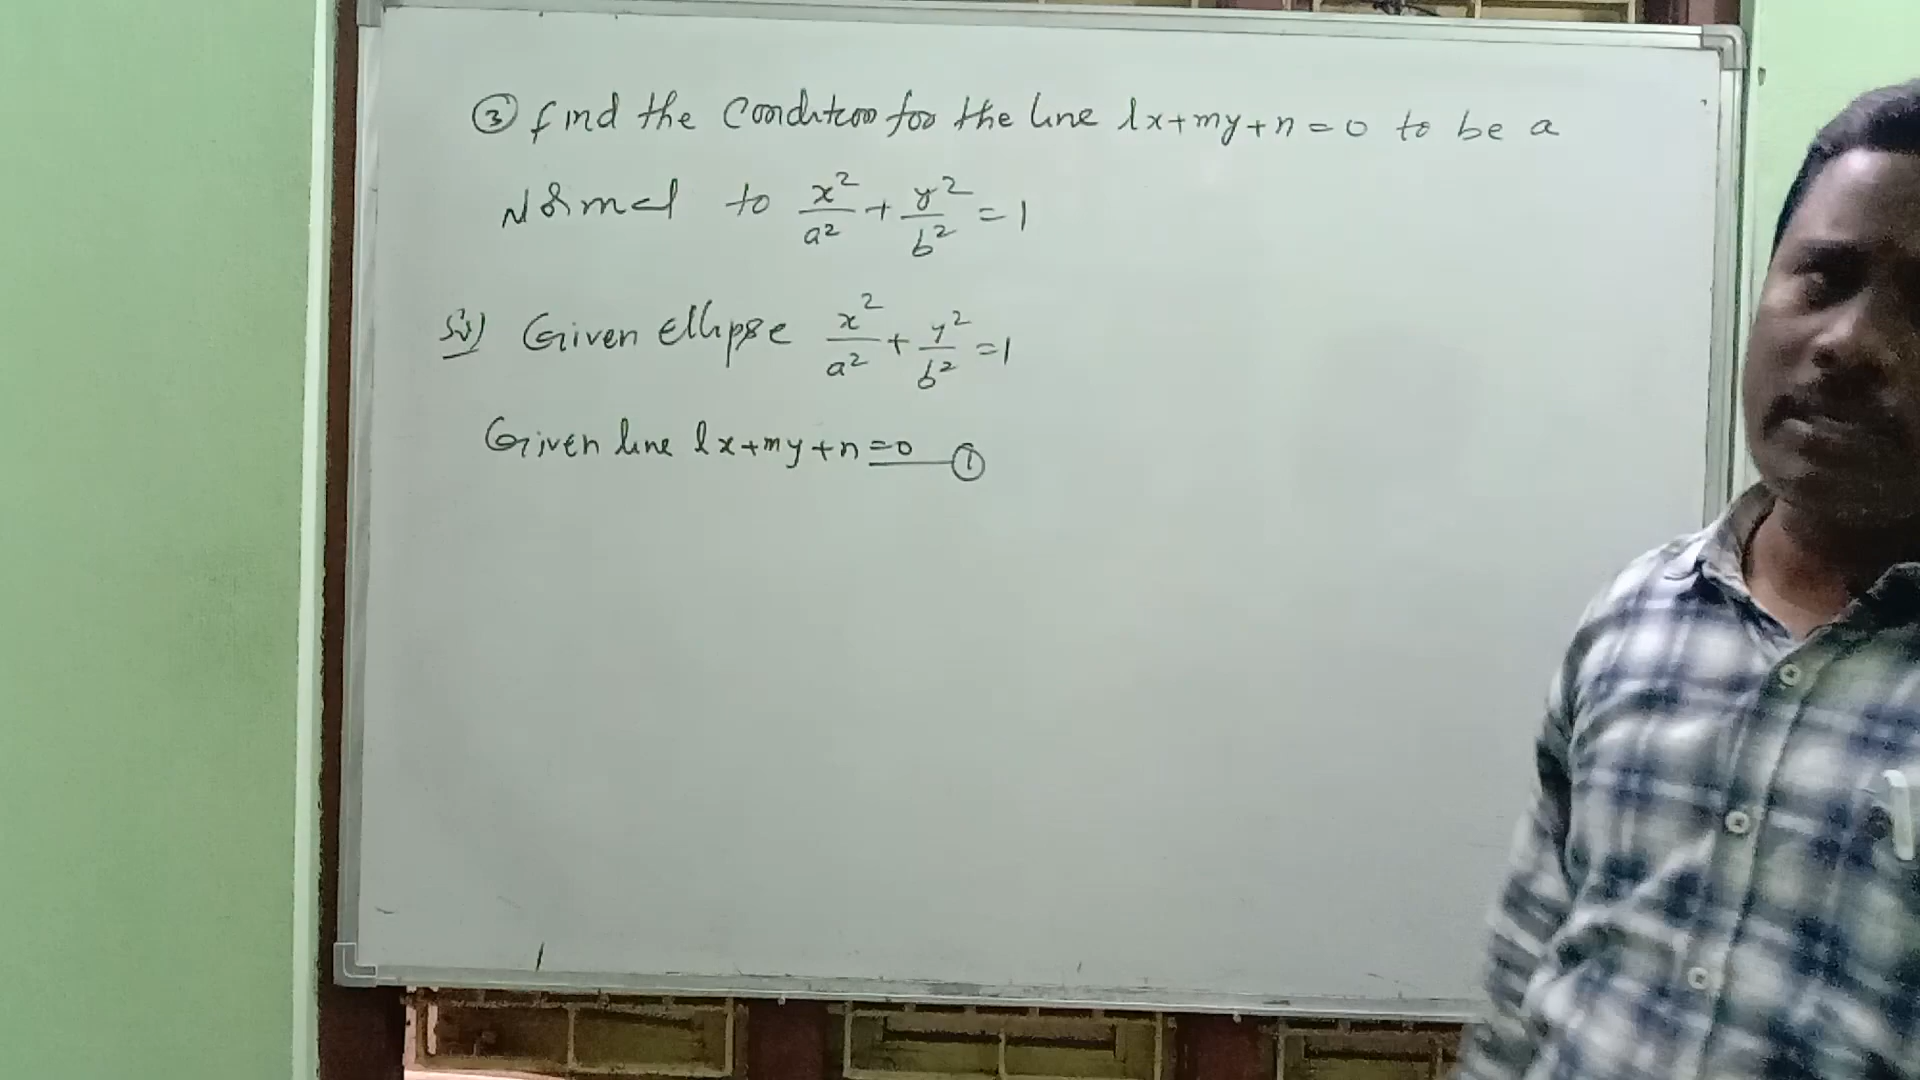 ③ find the Condition for the line lx+my+n=0 to be a
Normal to x²/a² + y²/b² = 1
Sol) Given ellipse x²/a² + y²/b² = 1
Given line lx+my+n=0 — ①